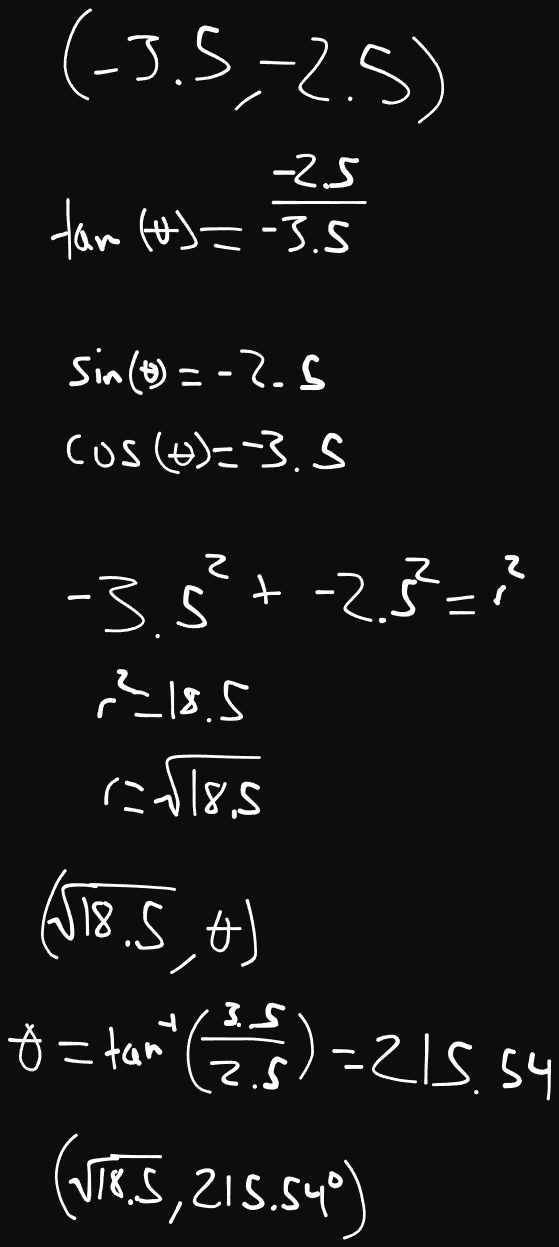 (-3.5, -2.5)
tan(θ) = -2.5/-3.5
sin(θ) = -2.5
cos(θ) = -3.5
-3.5² + -2.5² = r²
r² = 18.5
r = √18.5
(√18.5, θ)
θ = tan⁻¹(3.5/2.5) = 215.54
(√18.5, 215.54°)